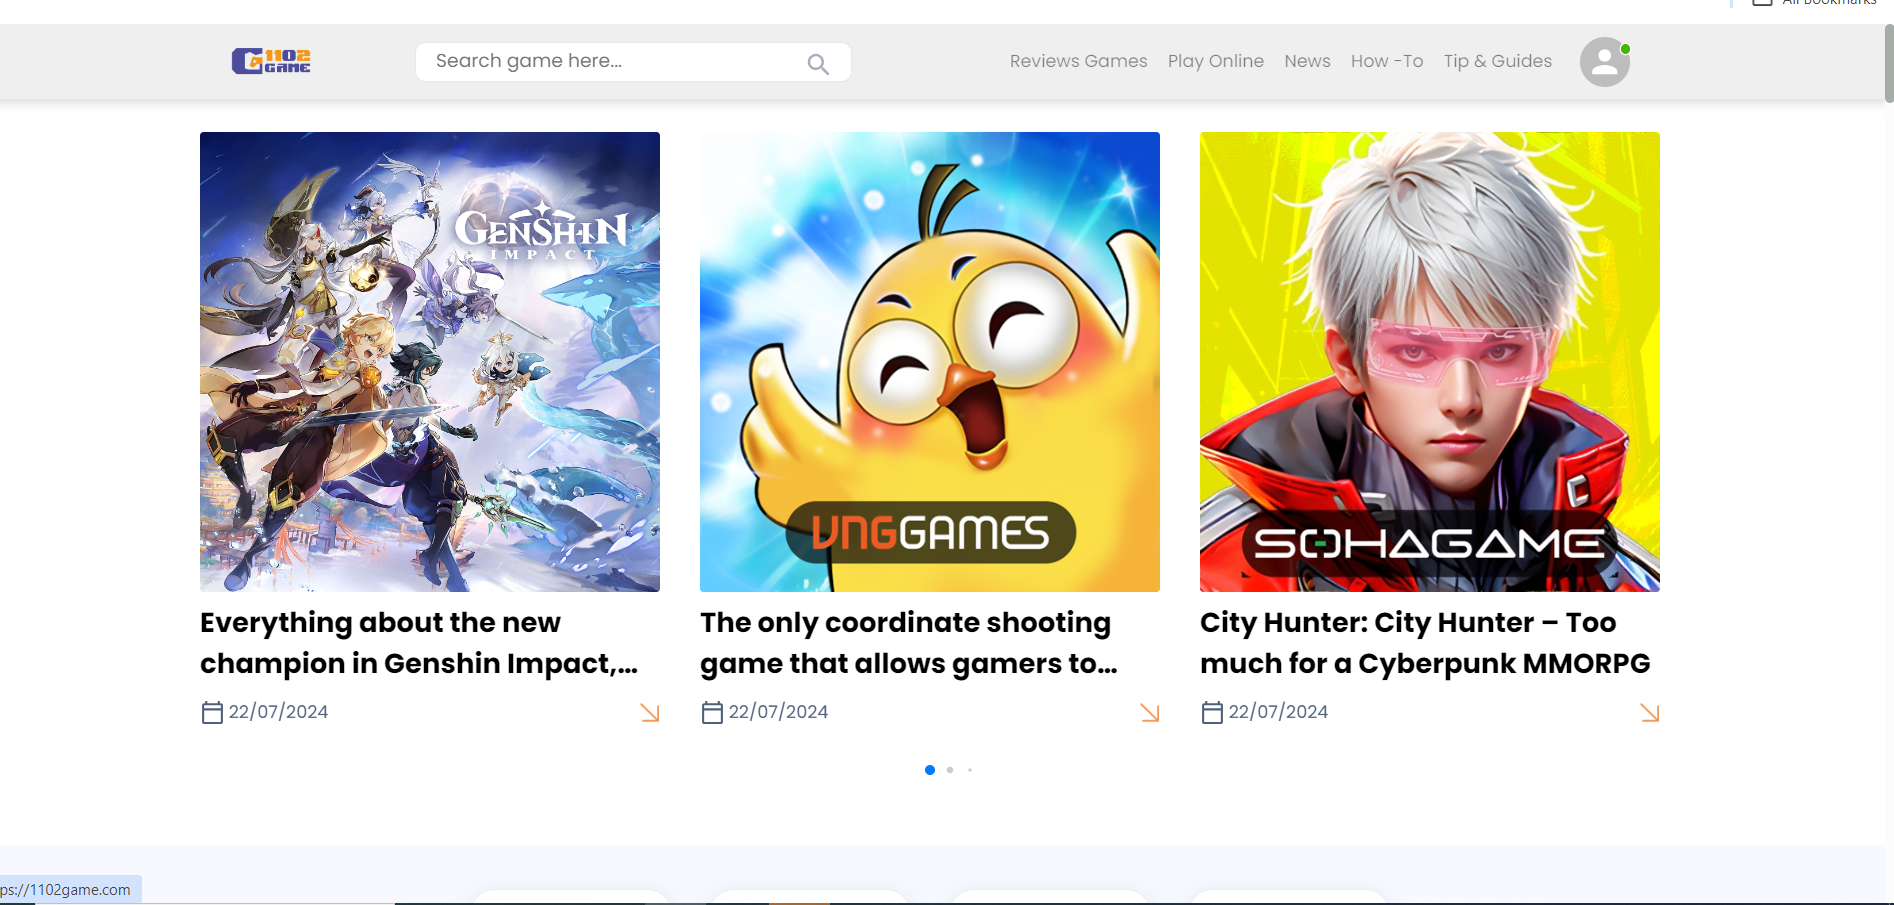 All Bookmarks
1102
GAME
Search game here...
Reviews Games
Play Online
News
How -To
Tip & Guides
GENSHIN
IMPACT
VNGGAMES
SOHAGAME
Everything about the new
champion in Genshin Impact,...
22/07/2024
The only coordinate shooting
game that allows gamers to...
22/07/2024
City Hunter: City Hunter – Too
much for a Cyberpunk MMORPG
22/07/2024
ps://1102game.com